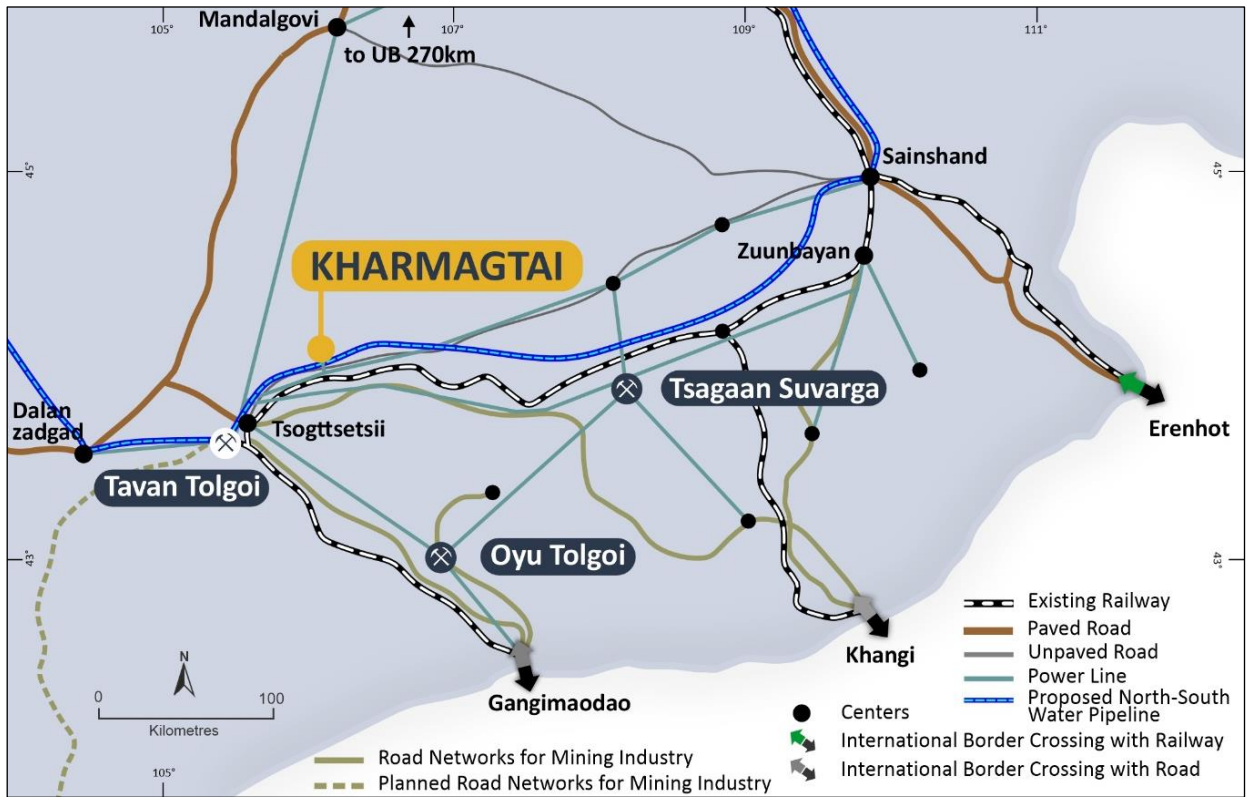 105°
107°
109°
111°
Mandalgovi
to UB 270km
45°
45°
Sainshand
Zuunbayan
KHARMAGTAI
Tsagaan Suvarga
Erenhot
Dalan
zadgad
Tsogttsetsii
Tavan Tolgoi
Oyu Tolgoi
43°
43°
Khangi
Gangimaodao
N
0 100
Kilometres
105°
Existing Railway
Paved Road
Unpaved Road
Power Line
Proposed North-South
Water Pipeline
Centers
International Border Crossing with Railway
International Border Crossing with Road
Road Networks for Mining Industry
Planned Road Networks for Mining Industry